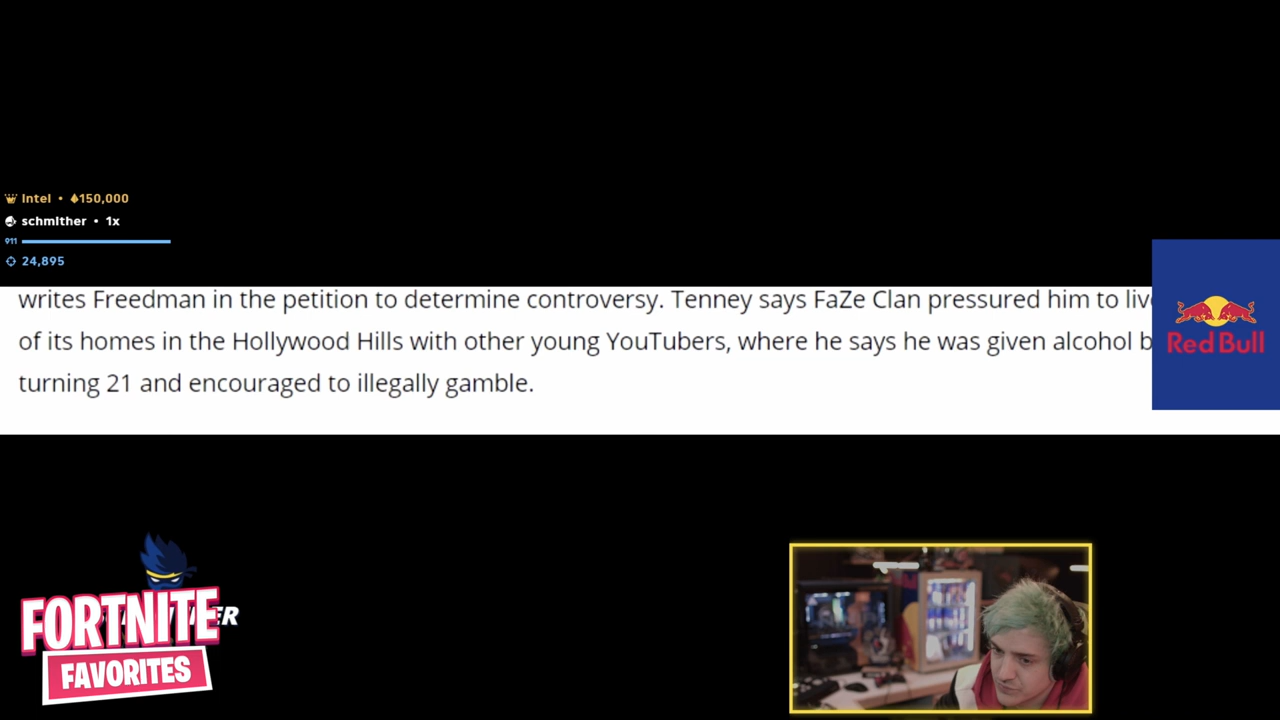 Intel • 150,000
schmither • 1x
911
24,895
writes Freedman in the petition to determine controversy. Tenney says FaZe Clan pressured him to live
of its homes in the Hollywood Hills with other young YouTubers, where he says he was given alcohol b
turning 21 and encouraged to illegally gamble.
Red Bull
FORTNITE
FAVORITES